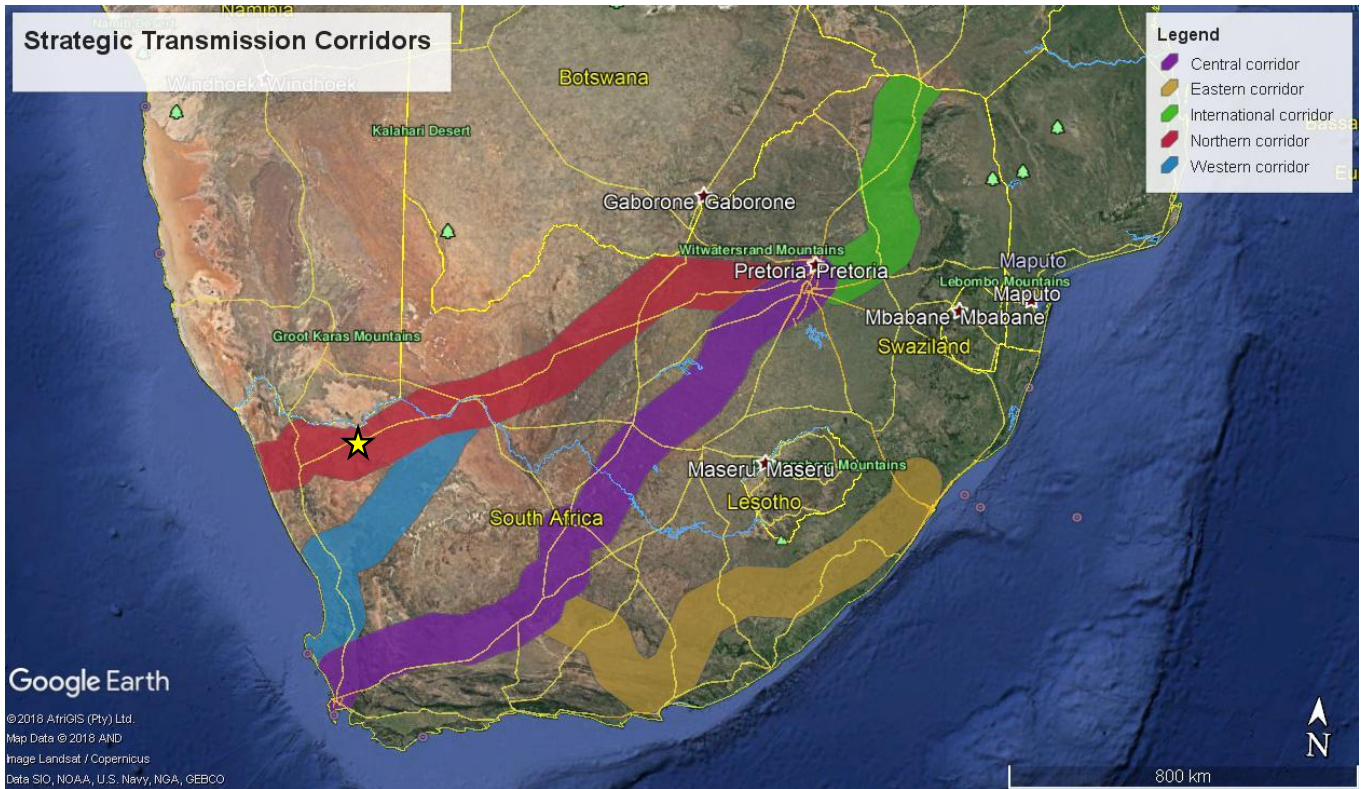 Strategic Transmission Corridors
Namibia
Windhoek Windhoek
Botswana
Kalahari Desert
Legend
Central corridor
Eastern corridor
International corridor
Northern corridor
Western corridor
Gaborone Gaborone
Witwatersrand Mountains
Pretoria Pretoria
Maputo
Lebombo Mountains
Maputo
Mbabane Mbabane
Swaziland
Groot Karas Mountains
Maseru Maseru
Mountains
Lesotho
South Africa
Google Earth
©2018 AfriGIS (Pty) Ltd.
Map Data © 2018 AND
Image Landsat / Copernicus
Data SIO, NOAA, U.S. Navy, NGA, GEBCO
N
800 km